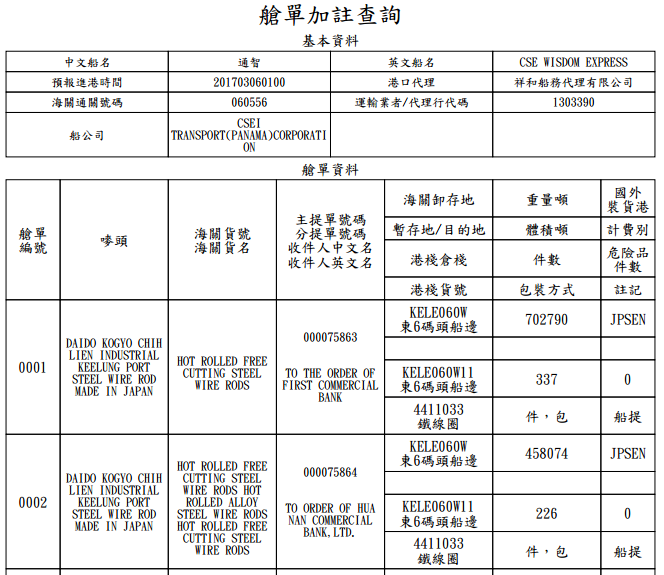 艙單加註查詢
基本資料
中文船名 通智 英文船名 CSE WISDOM EXPRESS
預報進港時間 201703060100 港口代理 祥和船務代理有限公司
海關通關號碼 060556 運輸業者/代理行代碼 1303390
船公司
CSEI
TRANSPORT(PANAMA)CORPORATI
ON
艙單資料
艙單
編號
嘜頭
海關貨號
海關貨名
主提單號碼
分提單號碼
收件人中文名
收件人英文名
海關卸存地 重量噸
國外
裝貨港
暫存地/目的地 體積噸 計費別
港棧倉棧 件數
危險品
件數
港棧貨號 包裝方式 註記
0001
DAIDO KOGYO CHIH
LIEN INDUSTRIAL
KEELUNG PORT
STEEL WIRE ROD
MADE IN JAPAN
HOT ROLLED FREE
CUTTING STEEL
WIRE RODS
000075863
TO THE ORDER OF
FIRST COMMERCIAL
BANK
KELE060W
東6碼頭船邊
702790 JPSEN
KELE060W11
東6碼頭船邊
337 0
4411033
鐵線圈
件，包 船提
0002
DAIDO KOGYO CHIH
LIEN INDUSTRIAL
KEELUNG PORT
STEEL WIRE ROD
MADE IN JAPAN
HOT ROLLED FREE
CUTTING STEEL
WIRE RODS HOT
ROLLED ALLOY
STEEL WIRE RODS
HOT ROLLED FREE
CUTTING STEEL
WIRE RODS
000075864
TO ORDER OF HUA
NAN COMMERCIAL
BANK,LTD.
KELE060W
東6碼頭船邊
458074 JPSEN
KELE060W11
東6碼頭船邊
226 0
4411033
鐵線圈
件，包 船提